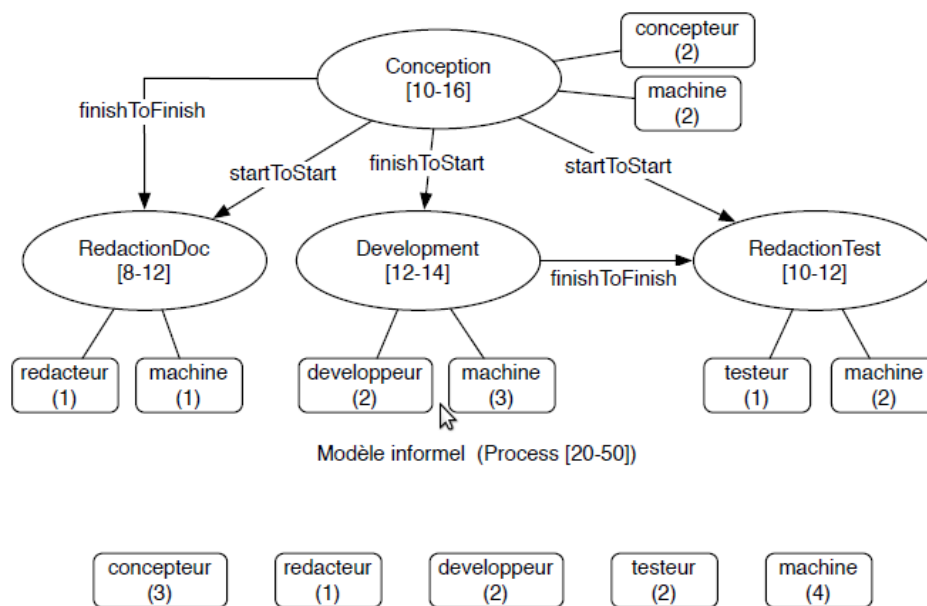 concepteur
(2)
Conception
[10-16]
machine
(2)
finishToFinish
startToStart
finishToStart
startToStart
RedactionDoc
[8-12]
Development
[12-14]
finishToFinish
RedactionTest
[10-12]
redacteur
(1)
machine
(1)
developpeur
(2)
machine
(3)
testeur
(1)
machine
(2)
Modèle informel (Process [20-50])
concepteur
(3)
redacteur
(1)
developpeur
(2)
testeur
(2)
machine
(4)